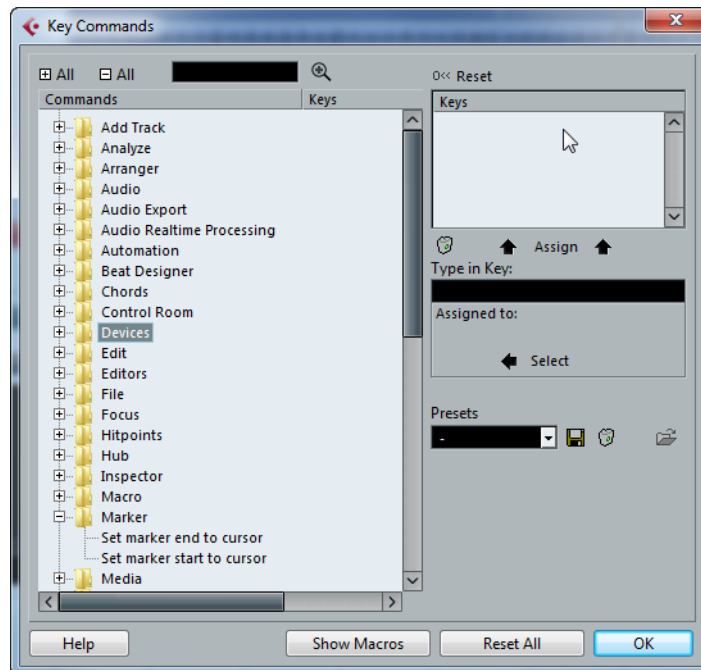 Key Commands
All All
Commands Keys
Add Track
Analyze
Arranger
Audio
Audio Export
Audio Realtime Processing
Automation
Beat Designer
Chords
Control Room
Devices
Edit
Editors
File
Focus
Hitpoints
Hub
Inspector
Macro
Marker
Set marker end to cursor
Set marker start to cursor
Media
0<< Reset
Keys
Assign
Type in Key:
Assigned to:
Select
Presets
-
Help Show Macros Reset All OK